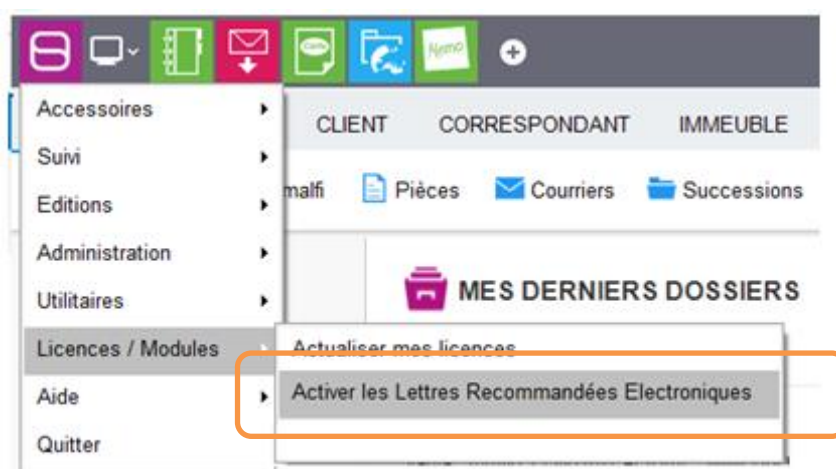 Nemo
Accessoires
CLIENT CORRESPONDANT IMMEUBLE
Suivi
malfi Pièces Courriers Successions
Editions
Administration
MES DERNIERS DOSSIERS
Utilitaires
Licences / Modules
Actualiser mes licences
Aide
Activer les Lettres Recommandées Electroniques
Quitter